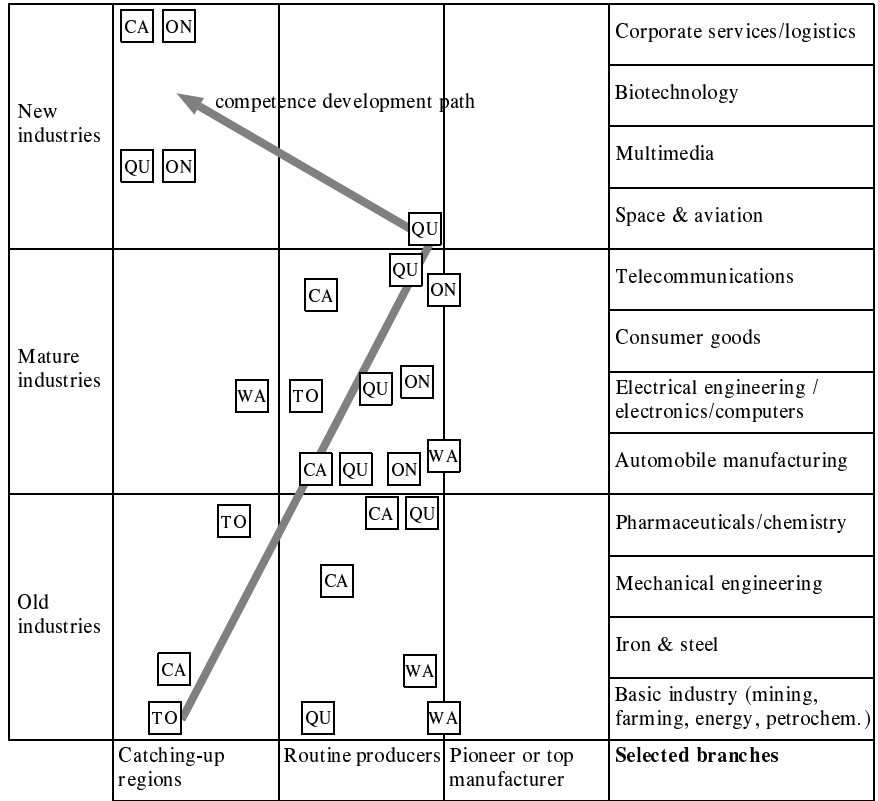 CA ON
Corporate services/logistics
competence development path
Biotechnology
New
industries
QU ON
Multimedia
QU
Space & aviation
QU
CA
ON
Telecommunications
Consumer goods
Mature
industries
WA TO QU ON
Electrical engineering /
electronics/computers
CA QU ON WA
Automobile manufacturing
TO
CA QU
Pharmaceuticals/chemistry
CA
Mechanical engineering
Old
industries
CA
WA
Iron & steel
TO QU WA
Basic industry (mining,
farming, energy, petrochem.)
Catching-up
regions
Routine producers
Pioneer or top
manufacturer
Selected branches